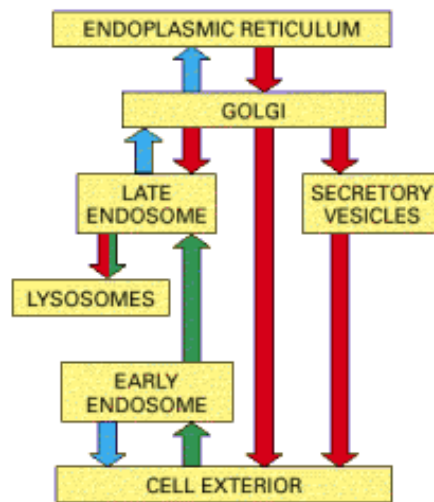 ENDOPLASMIC RETICULUM
GOLGI
LATE
ENDOSOME
SECRETORY
VESICLES
LYSOSOMES
EARLY
ENDOSOME
CELL EXTERIOR